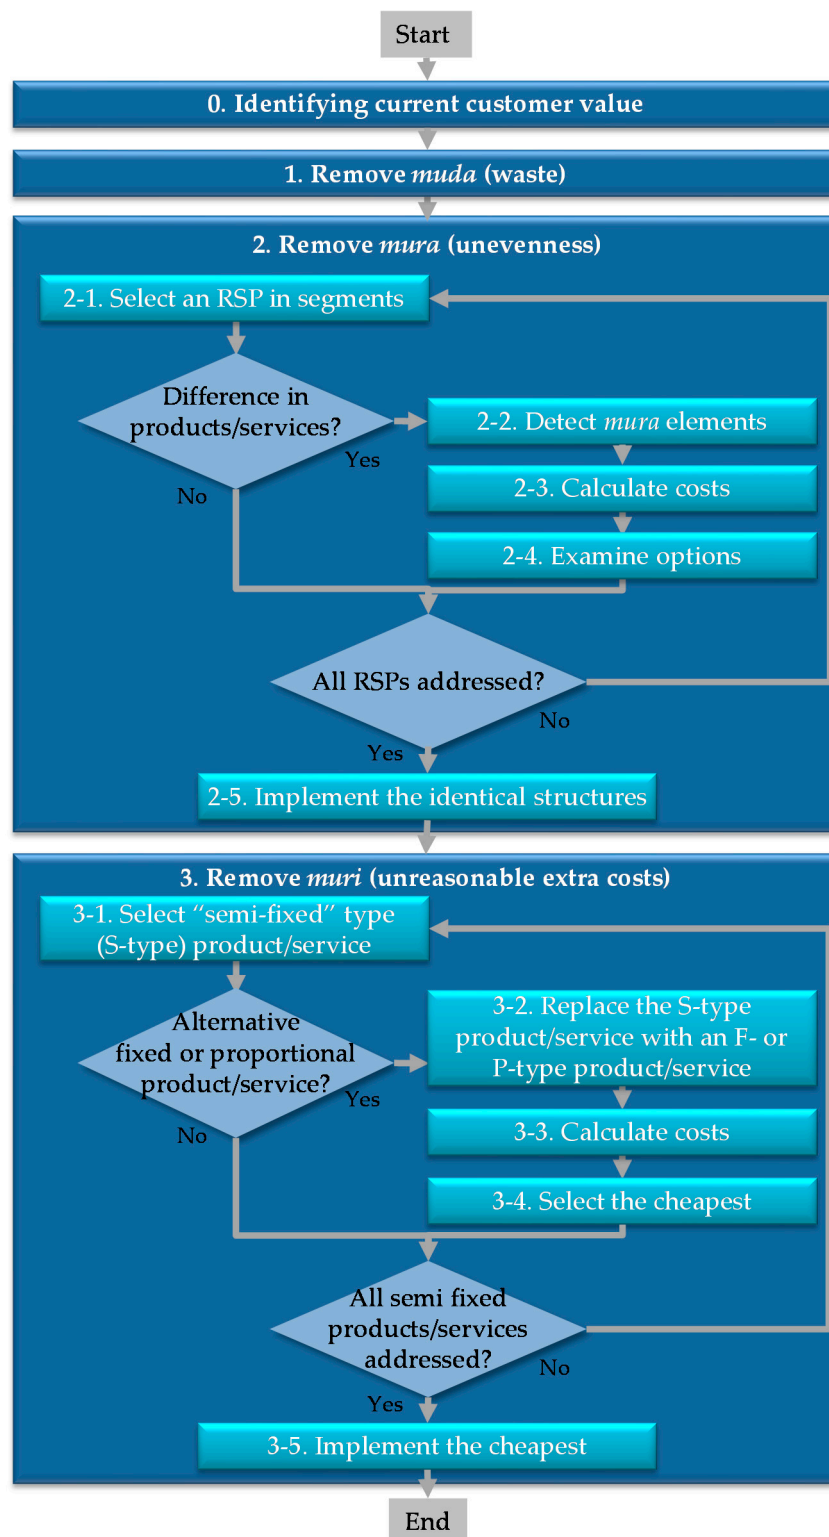 Start
0. Identifying current customer value
1. Remove muda (waste)
2. Remove mura (unevenness)
2-1. Select an RSP in segments
Difference in
products/services?
Yes
No
2-2. Detect mura elements
2-3. Calculate costs
2-4. Examine options
All RSPs addressed?
No
Yes
2-5. Implement the identical structures
3. Remove muri (unreasonable extra costs)
3-1. Select “semi-fixed” type
(S-type) product/service
Alternative
fixed or proportional
product/service?
Yes
No
3-2. Replace the S-type
product/service with an F- or
P-type product/service
3-3. Calculate costs
3-4. Select the cheapest
All semi fixed
products/services
addressed?
No
Yes
3-5. Implement the cheapest
End